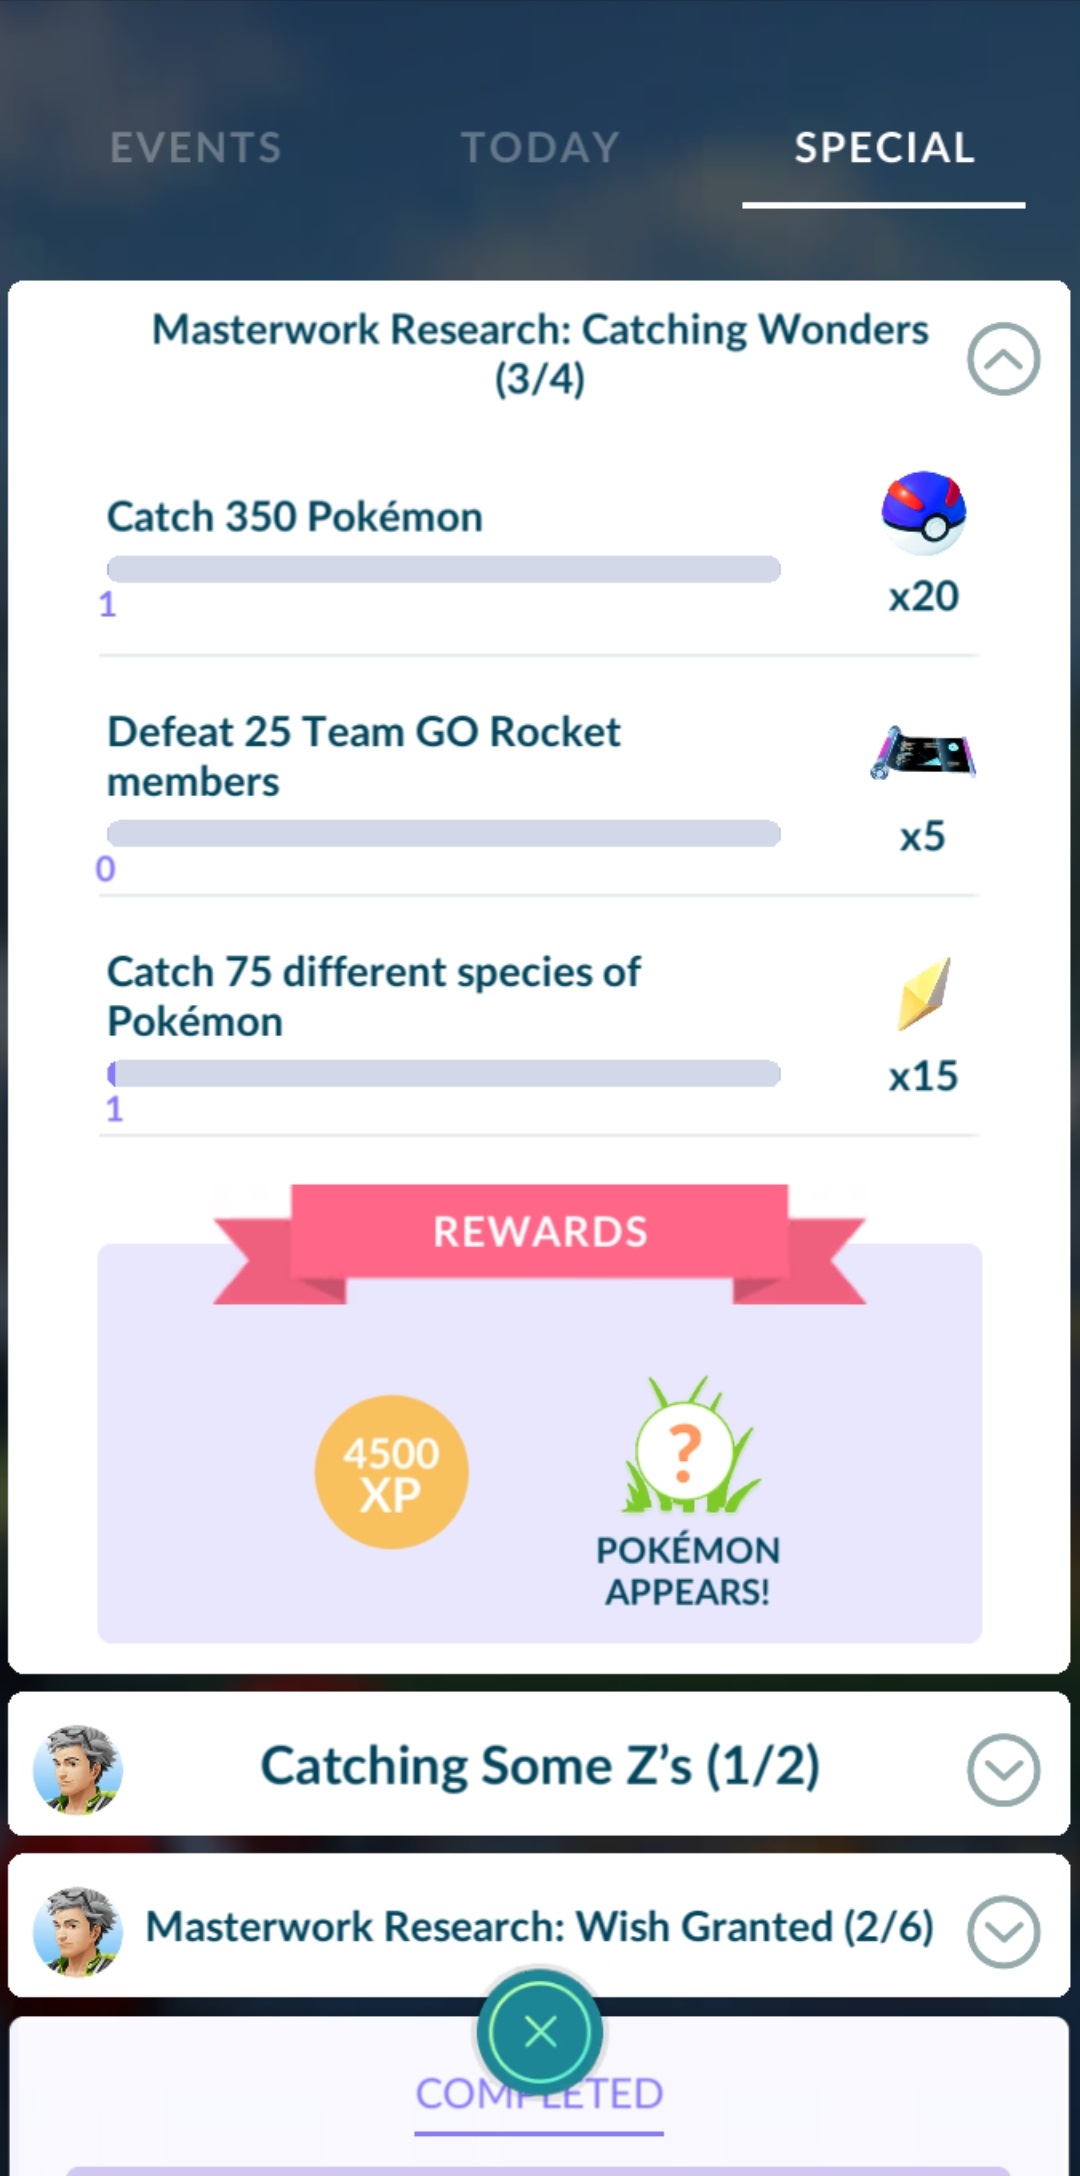 EVENTS TODAY SPECIAL
Masterwork Research: Catching Wonders
(3/4)
Catch 350 Pokémon
1
x20
Defeat 25 Team GO Rocket
members
0
x5
Catch 75 different species of
Pokémon
1
x15
REWARDS
4500
XP
?
POKÉMON
APPEARS!
Catching Some Z’s (1/2)
Masterwork Research: Wish Granted (2/6)
COMPLETED